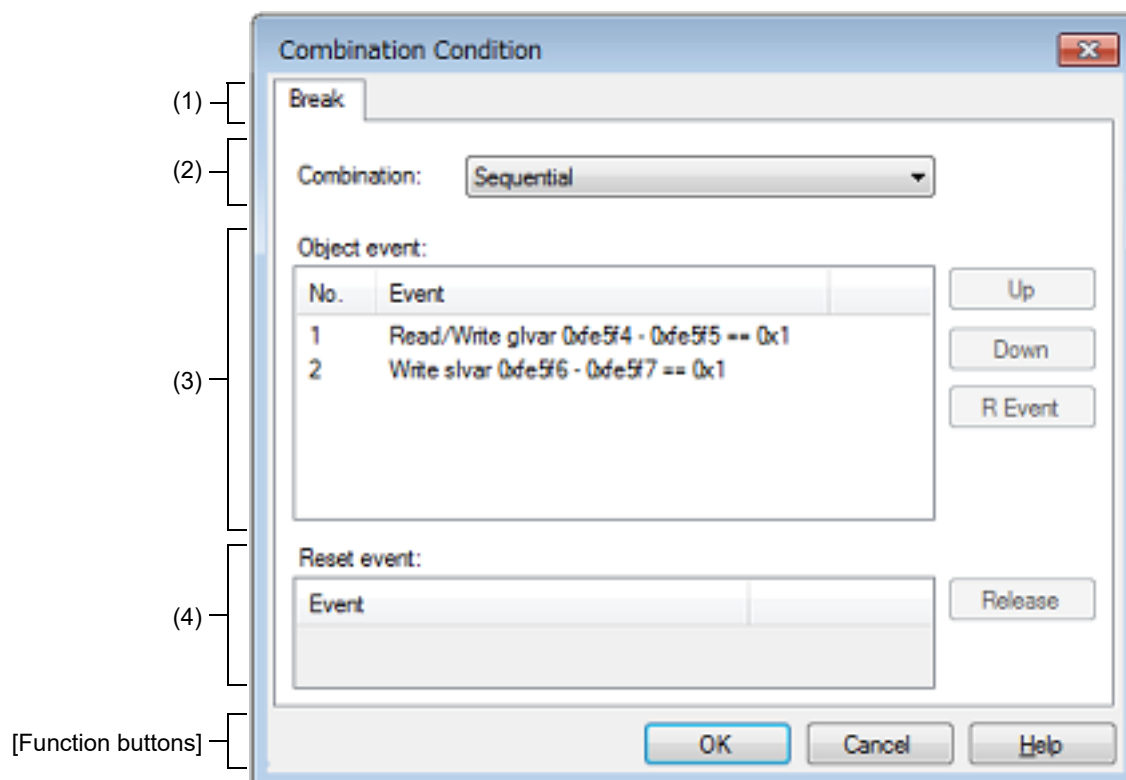 Combination Condition
(1)
Break
(2)
Combination: Sequential
(3)
Object event:
No. Event
1 Read/Write glvar 0xfe5f4 - 0xfe5f5 == 0x1
2 Write slvar 0xfe5f6 - 0xfe5f7 == 0x1
Up
Down
R Event
(4)
Reset event:
Event
Release
[Function buttons]
OK Cancel Help